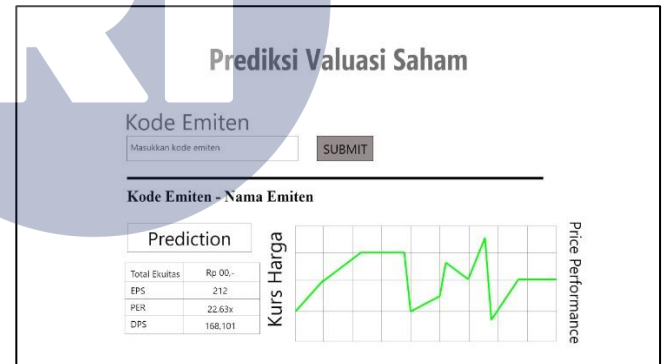 Prediksi Valuasi Saham
Kode Emiten
Masukkan kode emiten
SUBMIT
Kode Emiten - Nama Emiten
Prediction
Total Ekuitas Rp 00,-
EPS 212
PER 22.63x
DPS 168,101
Kurs Harga
Price Performance